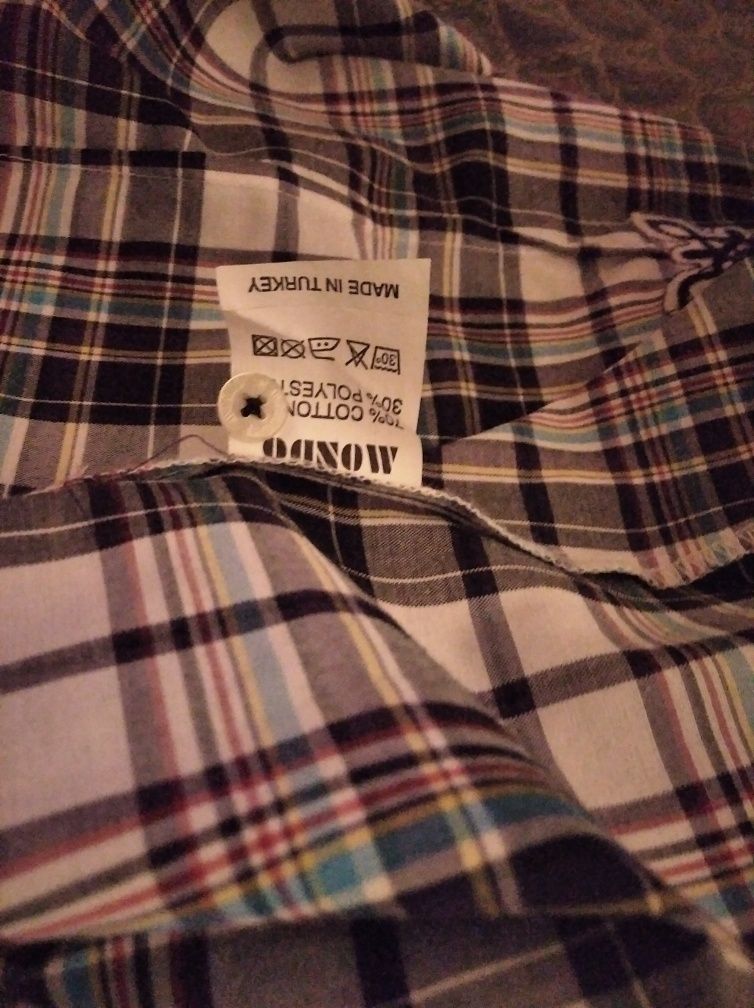 MONDO
70% COTTON
30% POLYEST
30°
MADE IN TURKEY